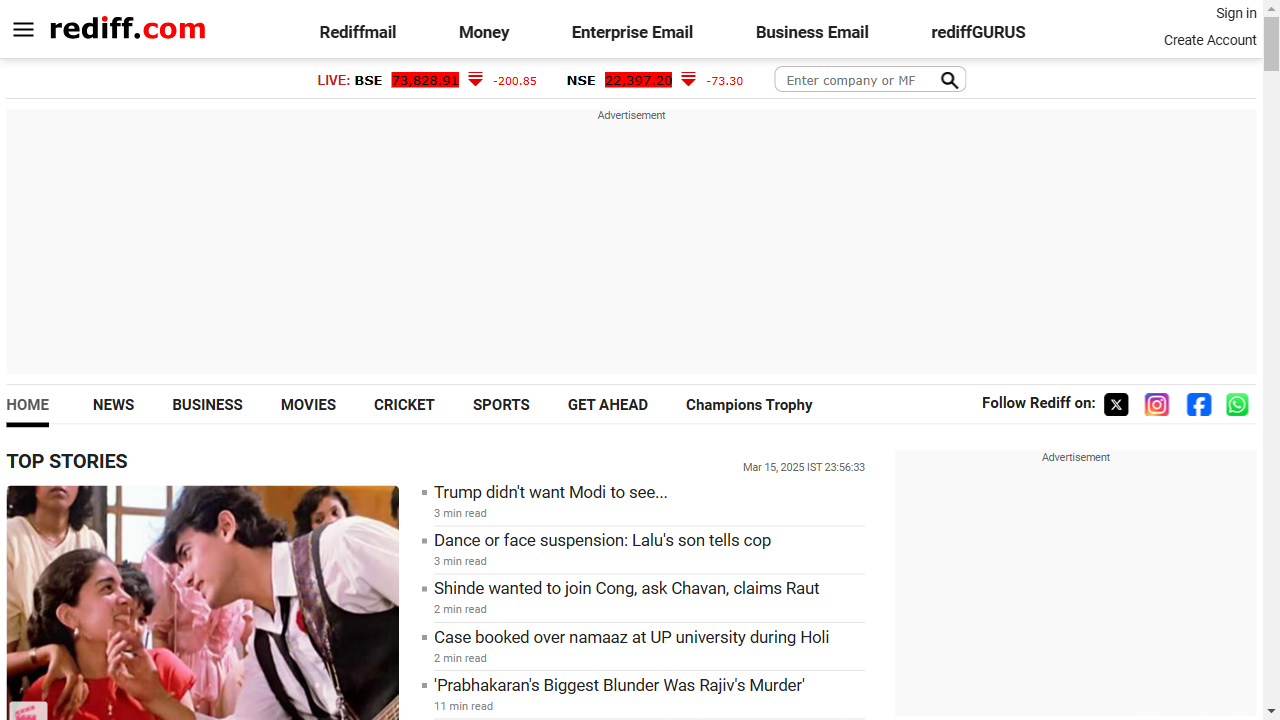 rediff.com
Rediffmail
Money
Enterprise Email
Business Email
rediffGURUS
Sign in
Create Account
LIVE: BSE 73,828.91 -200.85 NSE 22,397.20 -73.30
Enter company or MF
Advertisement
HOME
NEWS
BUSINESS
MOVIES
CRICKET
SPORTS
GET AHEAD
Champions Trophy
Follow Rediff on:
TOP STORIES
Mar 15, 2025 IST 23:56:33
Trump didn't want Modi to see...
3 min read
Dance or face suspension: Lalu's son tells cop
3 min read
Shinde wanted to join Cong, ask Chavan, claims Raut
2 min read
Case booked over namaaz at UP university during Holi
2 min read
'Prabhakaran's Biggest Blunder Was Rajiv's Murder'
11 min read
Advertisement